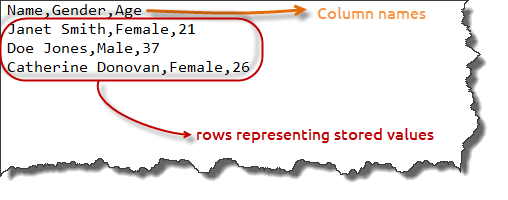 Name,Gender,Age
Column names
Janet Smith,Female,21
Doe Jones,Male,37
Catherine Donovan,Female,26
rows representing stored values